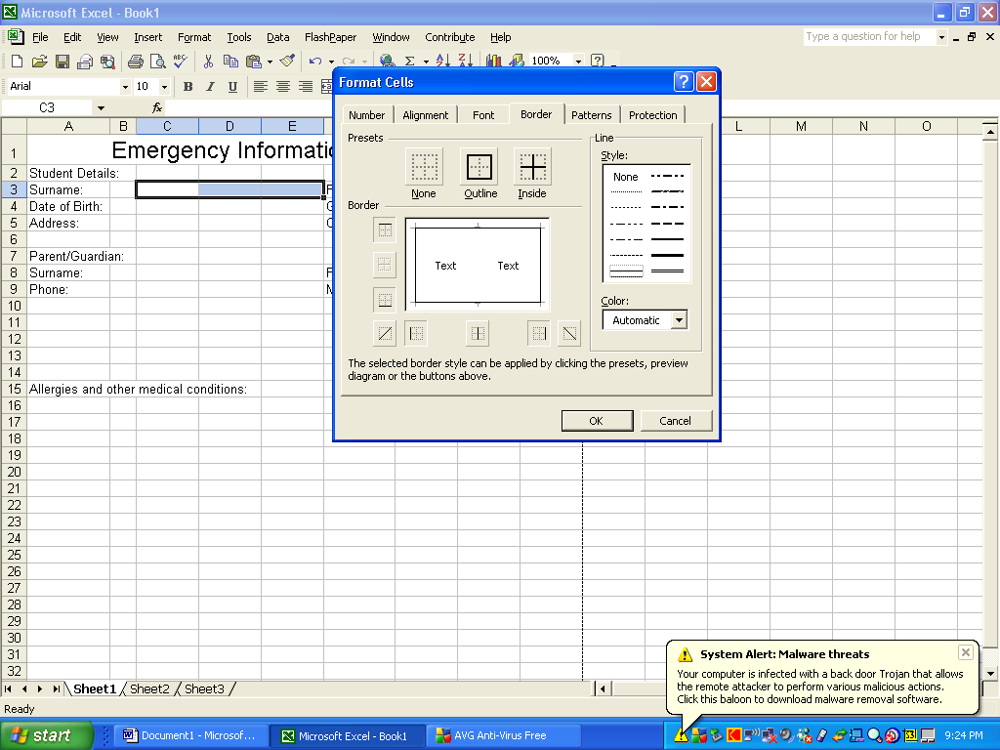 Microsoft Excel - Book1
File Edit View Insert Format Tools Data FlashPaper Window Contribute Help
Type a question for help
100%
Arial 10 B I U
C3 fx
Format Cells
Number Alignment Font Border Patterns Protection
Presets
None Outline Inside
Border
Text Text
Line
Style:
None
Color:
Automatic
The selected border style can be applied by clicking the presets, preview
diagram or the buttons above.
OK Cancel
A B C D E L M N O
1 Emergency Informatio
2 Student Details:
3 Surname:
4 Date of Birth:
5 Address:
6
7 Parent/Guardian:
8 Surname:
9 Phone:
10
11
12
13
14
15 Allergies and other medical conditions:
16
17
18
19
20
21
22
23
24
25
26
27
28
29
30
31
32
System Alert: Malware threats
Your computer is infected with a back door Trojan that allows
the remote attacker to perform various malicious actions.
Click this baloon to download malware removal software.
Sheet1 Sheet2 Sheet3
Ready
start Document1 - Microsof... Microsoft Excel - Book1 AVG Anti-Virus Free 9:24 PM